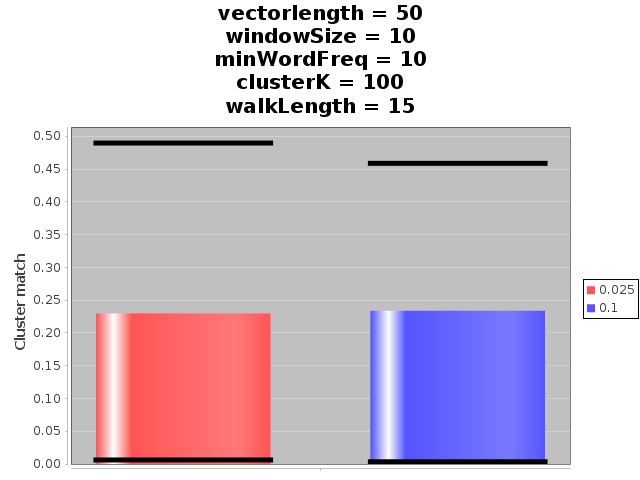 vectorlength = 50
windowSize = 10
minWordFreq = 10
clusterK = 100
walkLength = 15
0.50
0.45
0.40
0.35
0.30
0.25
0.20
0.15
0.10
0.05
0.00
Cluster match
0.025
0.1